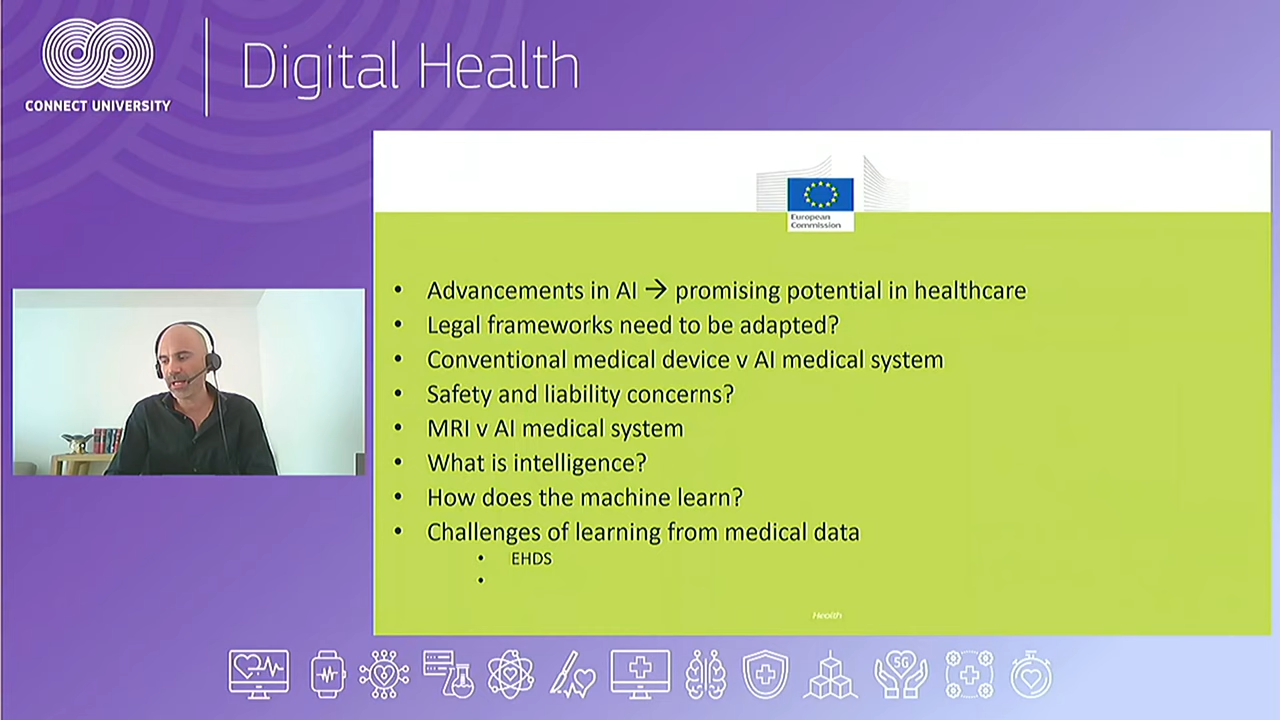 CONNECT UNIVERSITY
Digital Health
European
Commission
• Advancements in AI → promising potential in healthcare
• Legal frameworks need to be adapted?
• Conventional medical device v AI medical system
• Safety and liability concerns?
• MRI v AI medical system
• What is intelligence?
• How does the machine learn?
• Challenges of learning from medical data
• EHDS
•
Health
5G